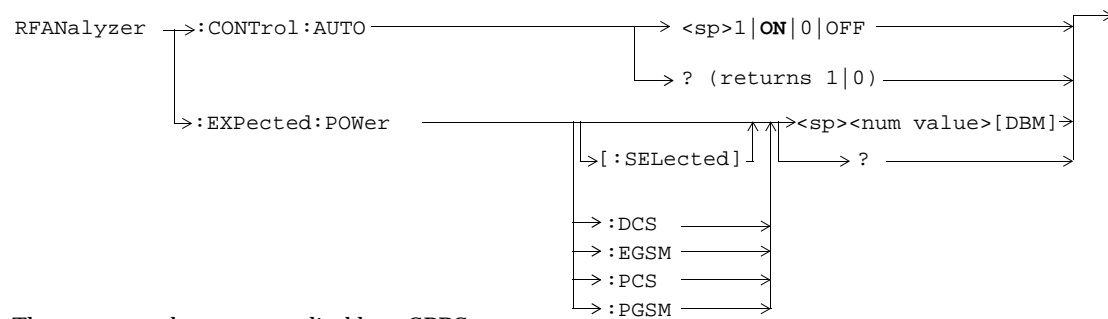 RFANalyzer :CONTrol:AUTO <sp>1|ON|0|OFF
? (returns 1|0)
:EXPected:POWer <sp><num value>[DBM]
[:SELected] ?
:DCS
:EGSM
:PCS
:PGSM